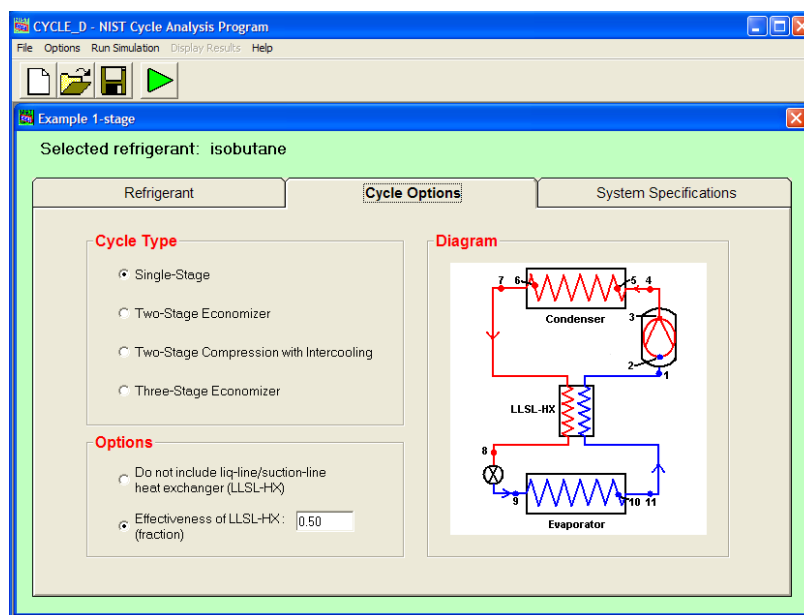 CYCLE_D - NIST Cycle Analysis Program
File Options Run Simulation Display Results Help
Example 1-stage
Selected refrigerant: isobutane
Refrigerant
Cycle Options
System Specifications
Cycle Type
Single-Stage
Two-Stage Economizer
Two-Stage Compression with Intercooling
Three-Stage Economizer
Options
Do not include liq-line/suction-line
heat exchanger (LLSL-HX)
Effectiveness of LLSL-HX : 0.50
(fraction)
Diagram
7 6 5 4
Condenser
3
2
1
LLSL-HX
8
9 10 11
Evaporator